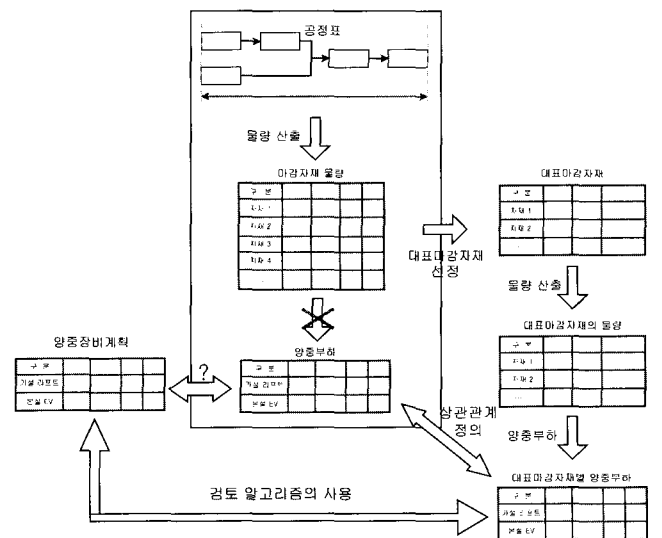 공정표
물량 산출
마감자재 물량
구 분
자재 1
자재 2
자재 3
자재 4
...
대표마감자재
선정
대표마감자재
구 분
자재 1
자재 2
...
물량 산출
대표마감자재의 물량
구 분
자재 1
자재 2
...
양중부하
양중장비계획
구 분
가설 리프트
본설 EV
?
양중부하
구 분
가설 리프트
본설 EV
상관관계
정의
대표마감자재별 양중부하
구 분
가설 리프트
본설 EV
검토 알고리즘의 사용